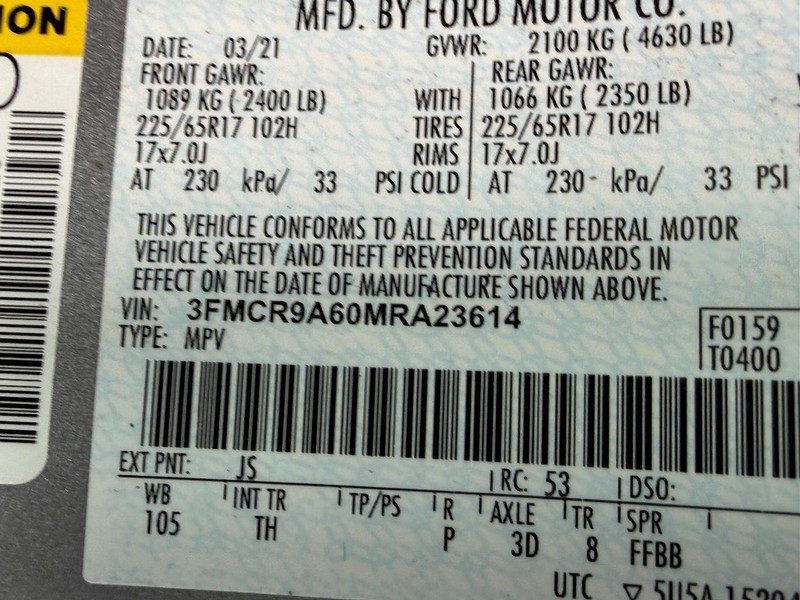 ION
MFD. BY FORD MOTOR CO.
DATE: 03/21 GVWR: 2100 KG ( 4630 LB)
FRONT GAWR: REAR GAWR:
1089 KG ( 2400 LB) WITH 1066 KG ( 2350 LB)
225/65R17 102H TIRES 225/65R17 102H
17x7.0J RIMS 17x7.0J
AT 230 kPa/ 33 PSI COLD AT 230 kPa/ 33 PSI
THIS VEHICLE CONFORMS TO ALL APPLICABLE FEDERAL MOTOR
VEHICLE SAFETY AND THEFT PREVENTION STANDARDS IN
EFFECT ON THE DATE OF MANUFACTURE SHOWN ABOVE.
VIN: 3FMCR9A60MRA23614
TYPE: MPV
F0159
T0400
EXT PNT: JS RC: 53 DSO:
WB INT TR TP/PS R AXLE TR SPR
105 TH P 3D 8 FFBB
UTC